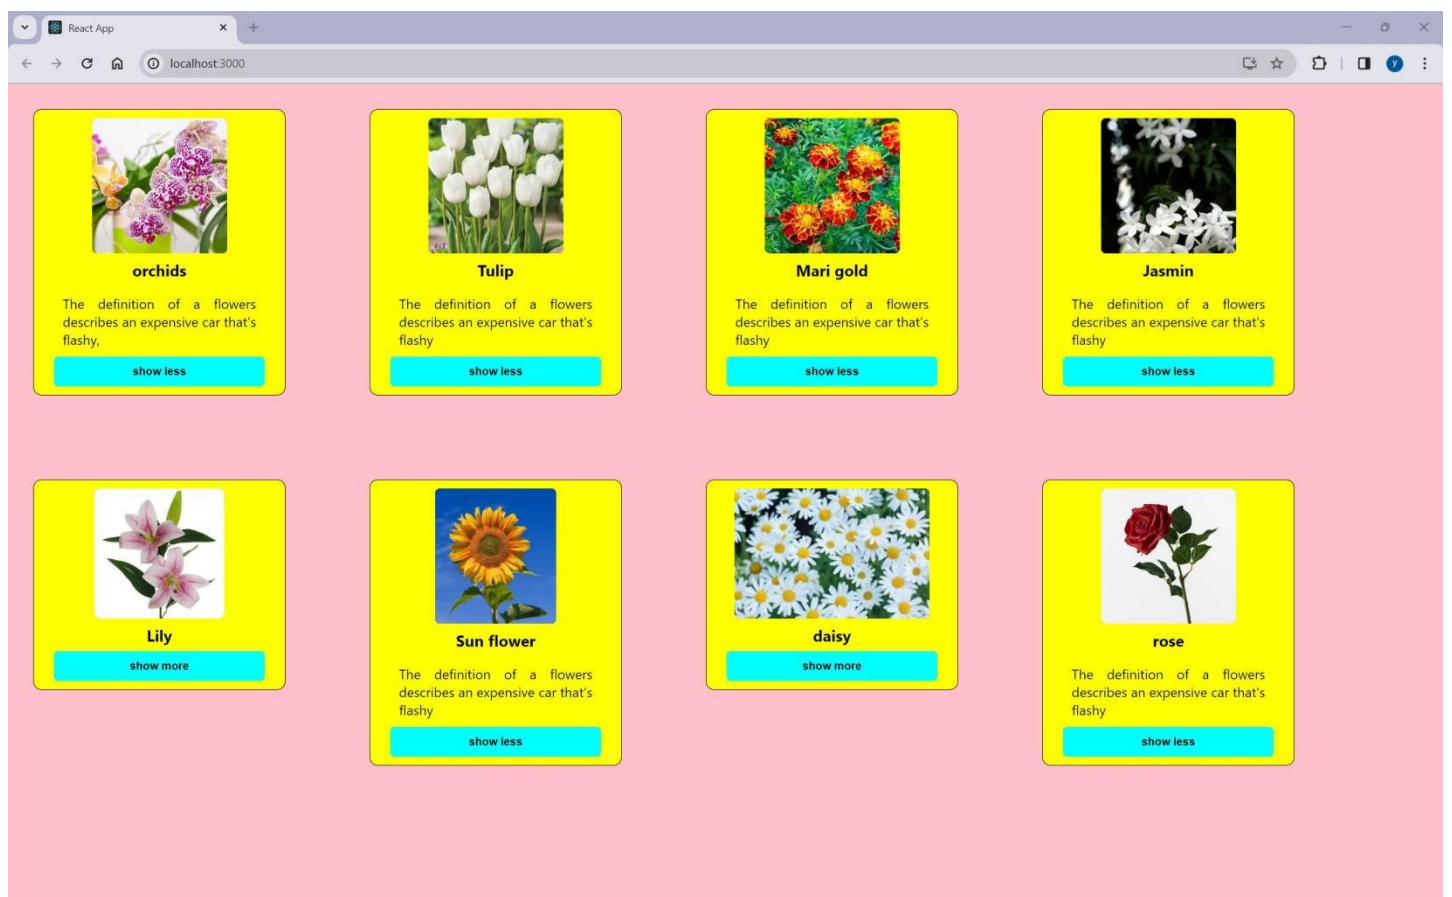 React App
localhost:3000
y
orchids
The definition of a flowers
describes an expensive car that's
flashy,
show less
Tulip
The definition of a flowers
describes an expensive car that's
flashy
show less
Mari gold
The definition of a flowers
describes an expensive car that's
flashy
show less
Jasmin
The definition of a flowers
describes an expensive car that's
flashy
show less
Lily
show more
Sun flower
The definition of a flowers
describes an expensive car that's
flashy
show less
daisy
show more
rose
The definition of a flowers
describes an expensive car that's
flashy
show less